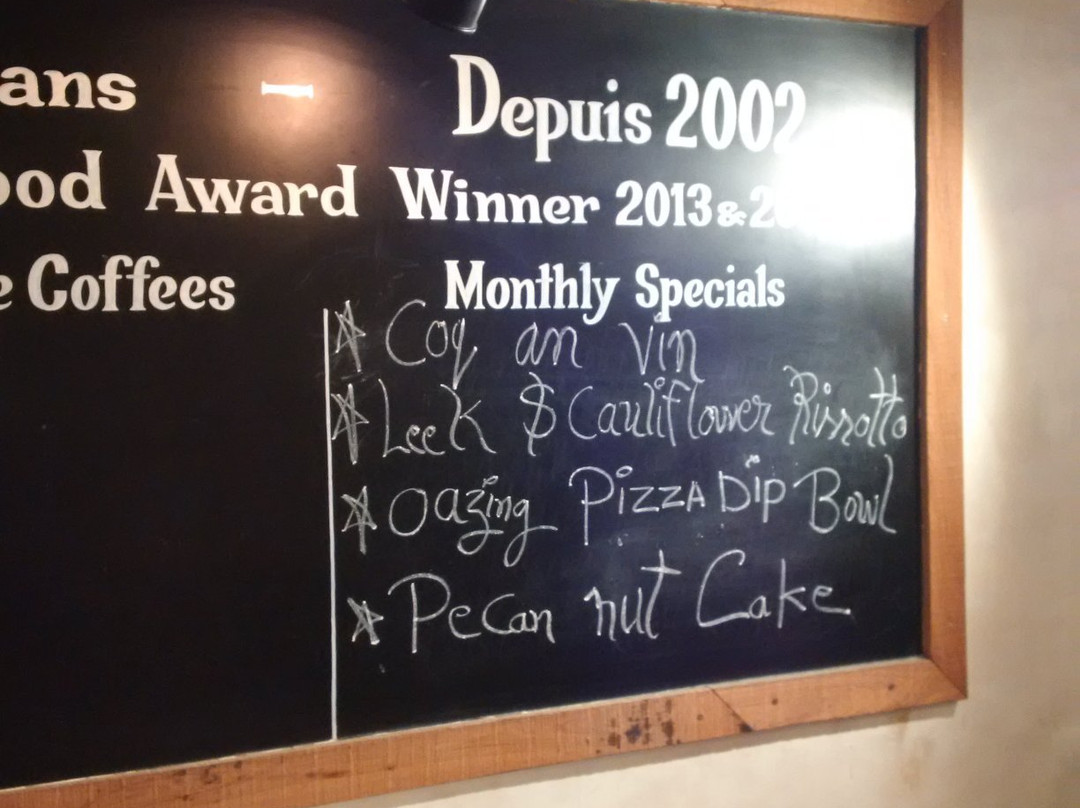 ans - Depuis 2002
ood Award Winner 2013 & 20
e Coffees
Monthly Specials
☆ Coq an Vin
☆ Leek $ Cauliflower Rissotto
☆ Oazing Pizza Dip Bowl
☆ Pecan nut Cake